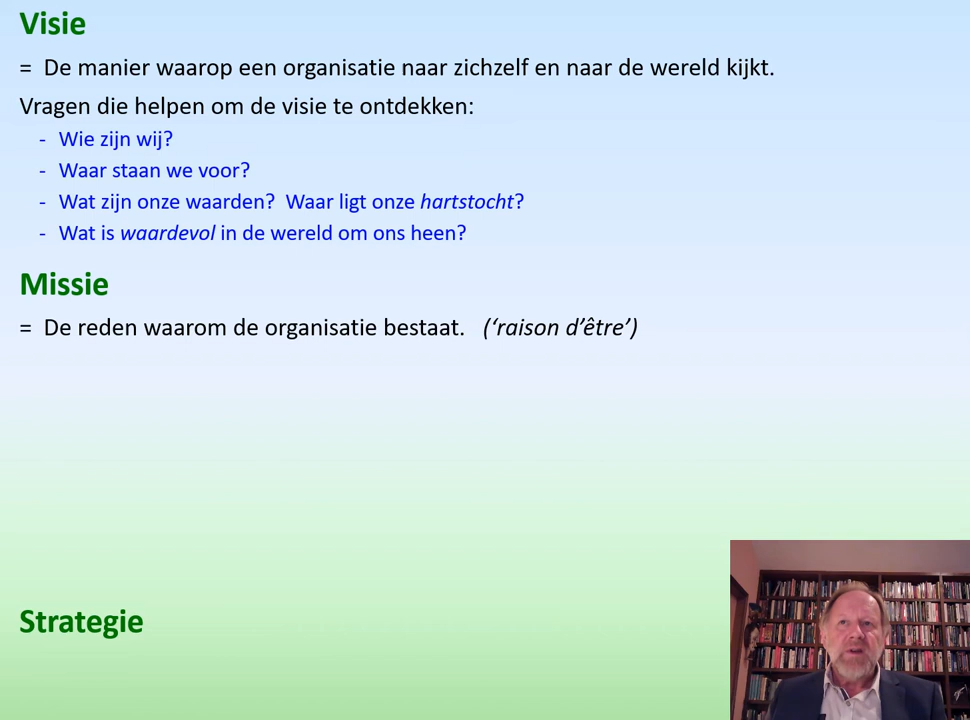 Visie
= De manier waarop een organisatie naar zichzelf en naar de wereld kijkt.
Vragen die helpen om de visie te ontdekken:
- Wie zijn wij?
- Waar staan we voor?
- Wat zijn onze waarden? Waar ligt onze hartstocht?
- Wat is waardevol in de wereld om ons heen?
Missie
= De reden waarom de organisatie bestaat. (‘raison d’être’)
Strategie